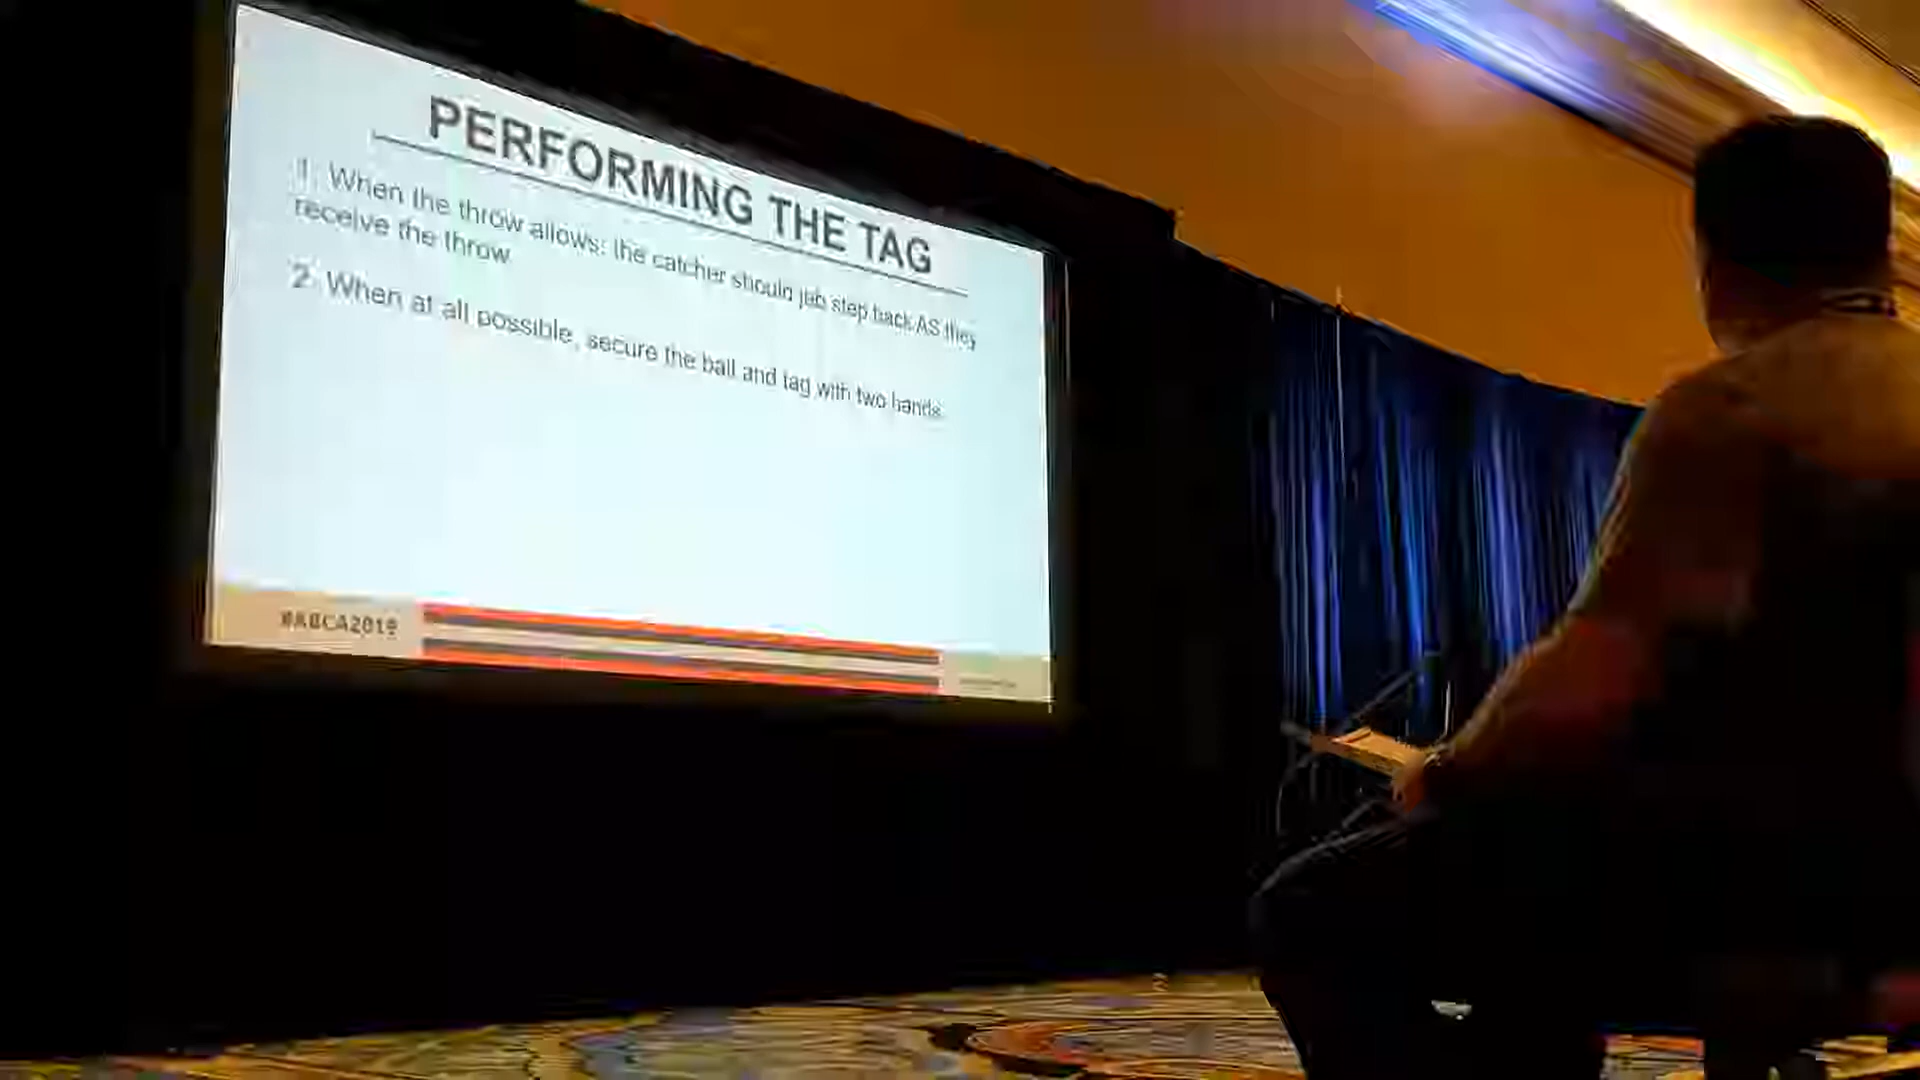 PERFORMING THE TAG
1. When the throw allows: the catcher should jab step back AS they
receive the throw.
2. When at all possible, secure the ball and tag with two hands.
#ABCA2019